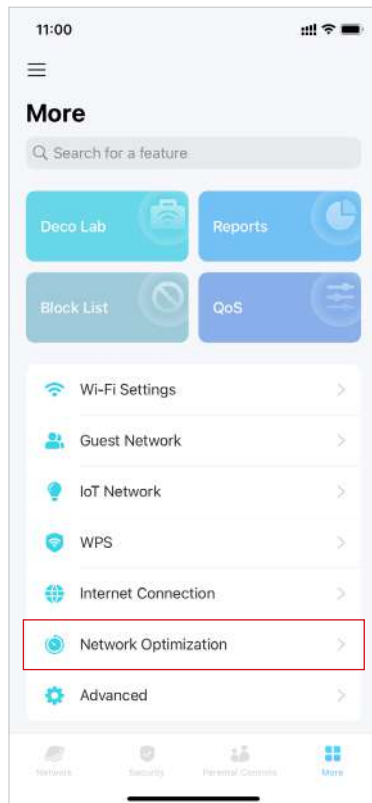 11:00
More
Search for a feature
Deco Lab
Reports
Block List
QoS
Wi-Fi Settings
Guest Network
IoT Network
WPS
Internet Connection
Network Optimization
Advanced
Network
Security
Parental Controls
More